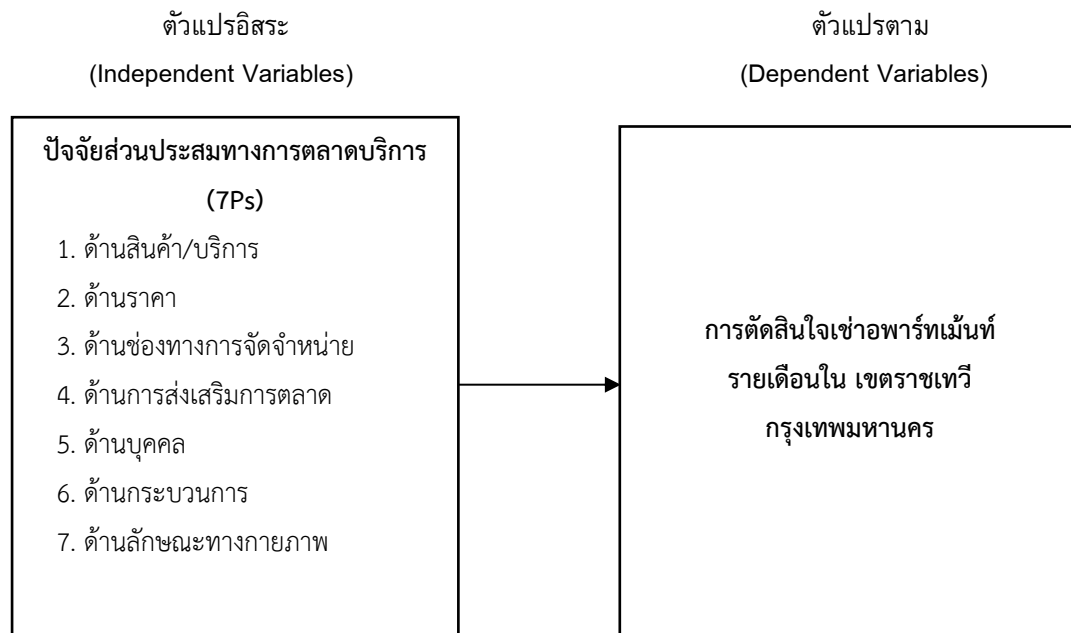 ตัวแปรอิสระ
(Independent Variables)
ปัจจัยส่วนประสมทางการตลาดบริการ
(7Ps)
1. ด้านสินค้า/บริการ
2. ด้านราคา
3. ด้านช่องทางการจัดจำหน่าย
4. ด้านการส่งเสริมการตลาด
5. ด้านบุคคล
6. ด้านกระบวนการ
7. ด้านลักษณะทางกายภาพ
ตัวแปรตาม
(Dependent Variables)
การตัดสินใจเช่าอพาร์ทเม้นท์
รายเดือนใน เขตราชเทวี
กรุงเทพมหานคร